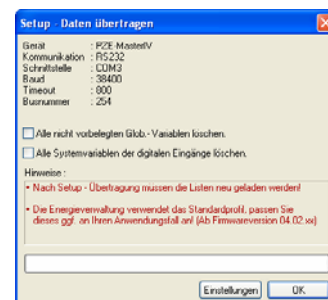 Setup - Daten übertragen
Gerät : PZE-MasterIV
Kommunikation : RS232
Schnittstelle : COM3
Baud : 38400
Timeout : 800
Busnummer : 254
Alle nicht vorbelegten Glob.- Variablen löschen.
Alle Systemvariablen der digitalen Eingänge löschen.
Hinweise :
• Nach Setup - Übertragung müssen die Listen neu geladen werden!
• Die Energieverwaltung verwendet das Standardprofil, passen Sie
dieses ggf. an Ihren Anwendungsfall an! (Ab Firmwareversion 04.02.xx)
Einstellungen OK